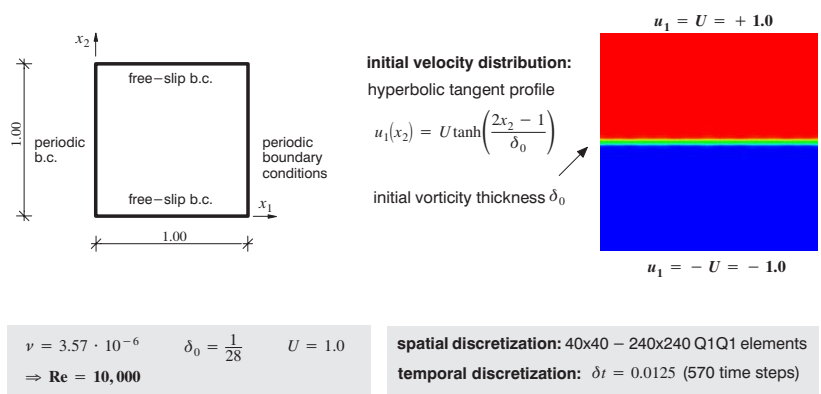 x₂
free−slip b.c.
1.00
periodic
b.c.
periodic
boundary
conditions
free−slip b.c.
x₁
1.00
initial velocity distribution:
hyperbolic tangent profile
u₁(x₂) = U tanh((2x₂ − 1)/δ₀)
initial vorticity thickness δ₀
u₁ = U = + 1.0
u₁ = − U = − 1.0
ν = 3.57 · 10⁻⁶ δ₀ = 1/28 U = 1.0
⇒ Re = 10,000
spatial discretization: 40x40 − 240x240 Q1Q1 elements
temporal discretization: δt = 0.0125 (570 time steps)